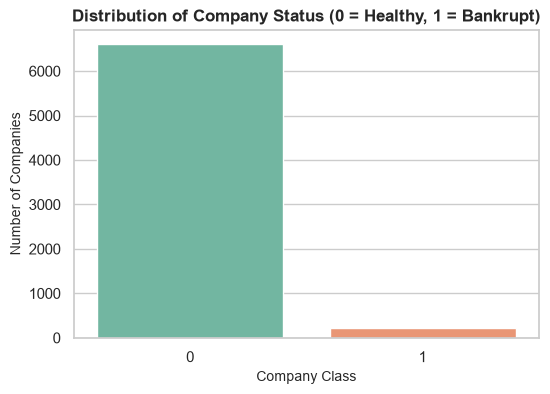 Distribution of Company Status (0 = Healthy, 1 = Bankrupt)
Number of Companies
6000
5000
4000
3000
2000
1000
0
0 1
Company Class